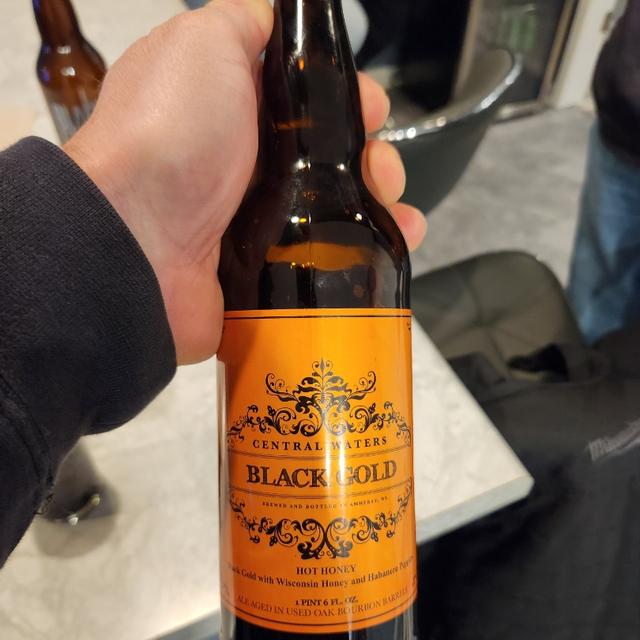 CENTRAL WATERS
BLACK GOLD
BREWED AND BOTTLED IN AMHERST, WI.
HOT HONEY
Black Gold with Wisconsin Honey and Habanero
1 PINT 6 FL. OZ.
ALE AGED IN USED OAK BOURBON BARRELS